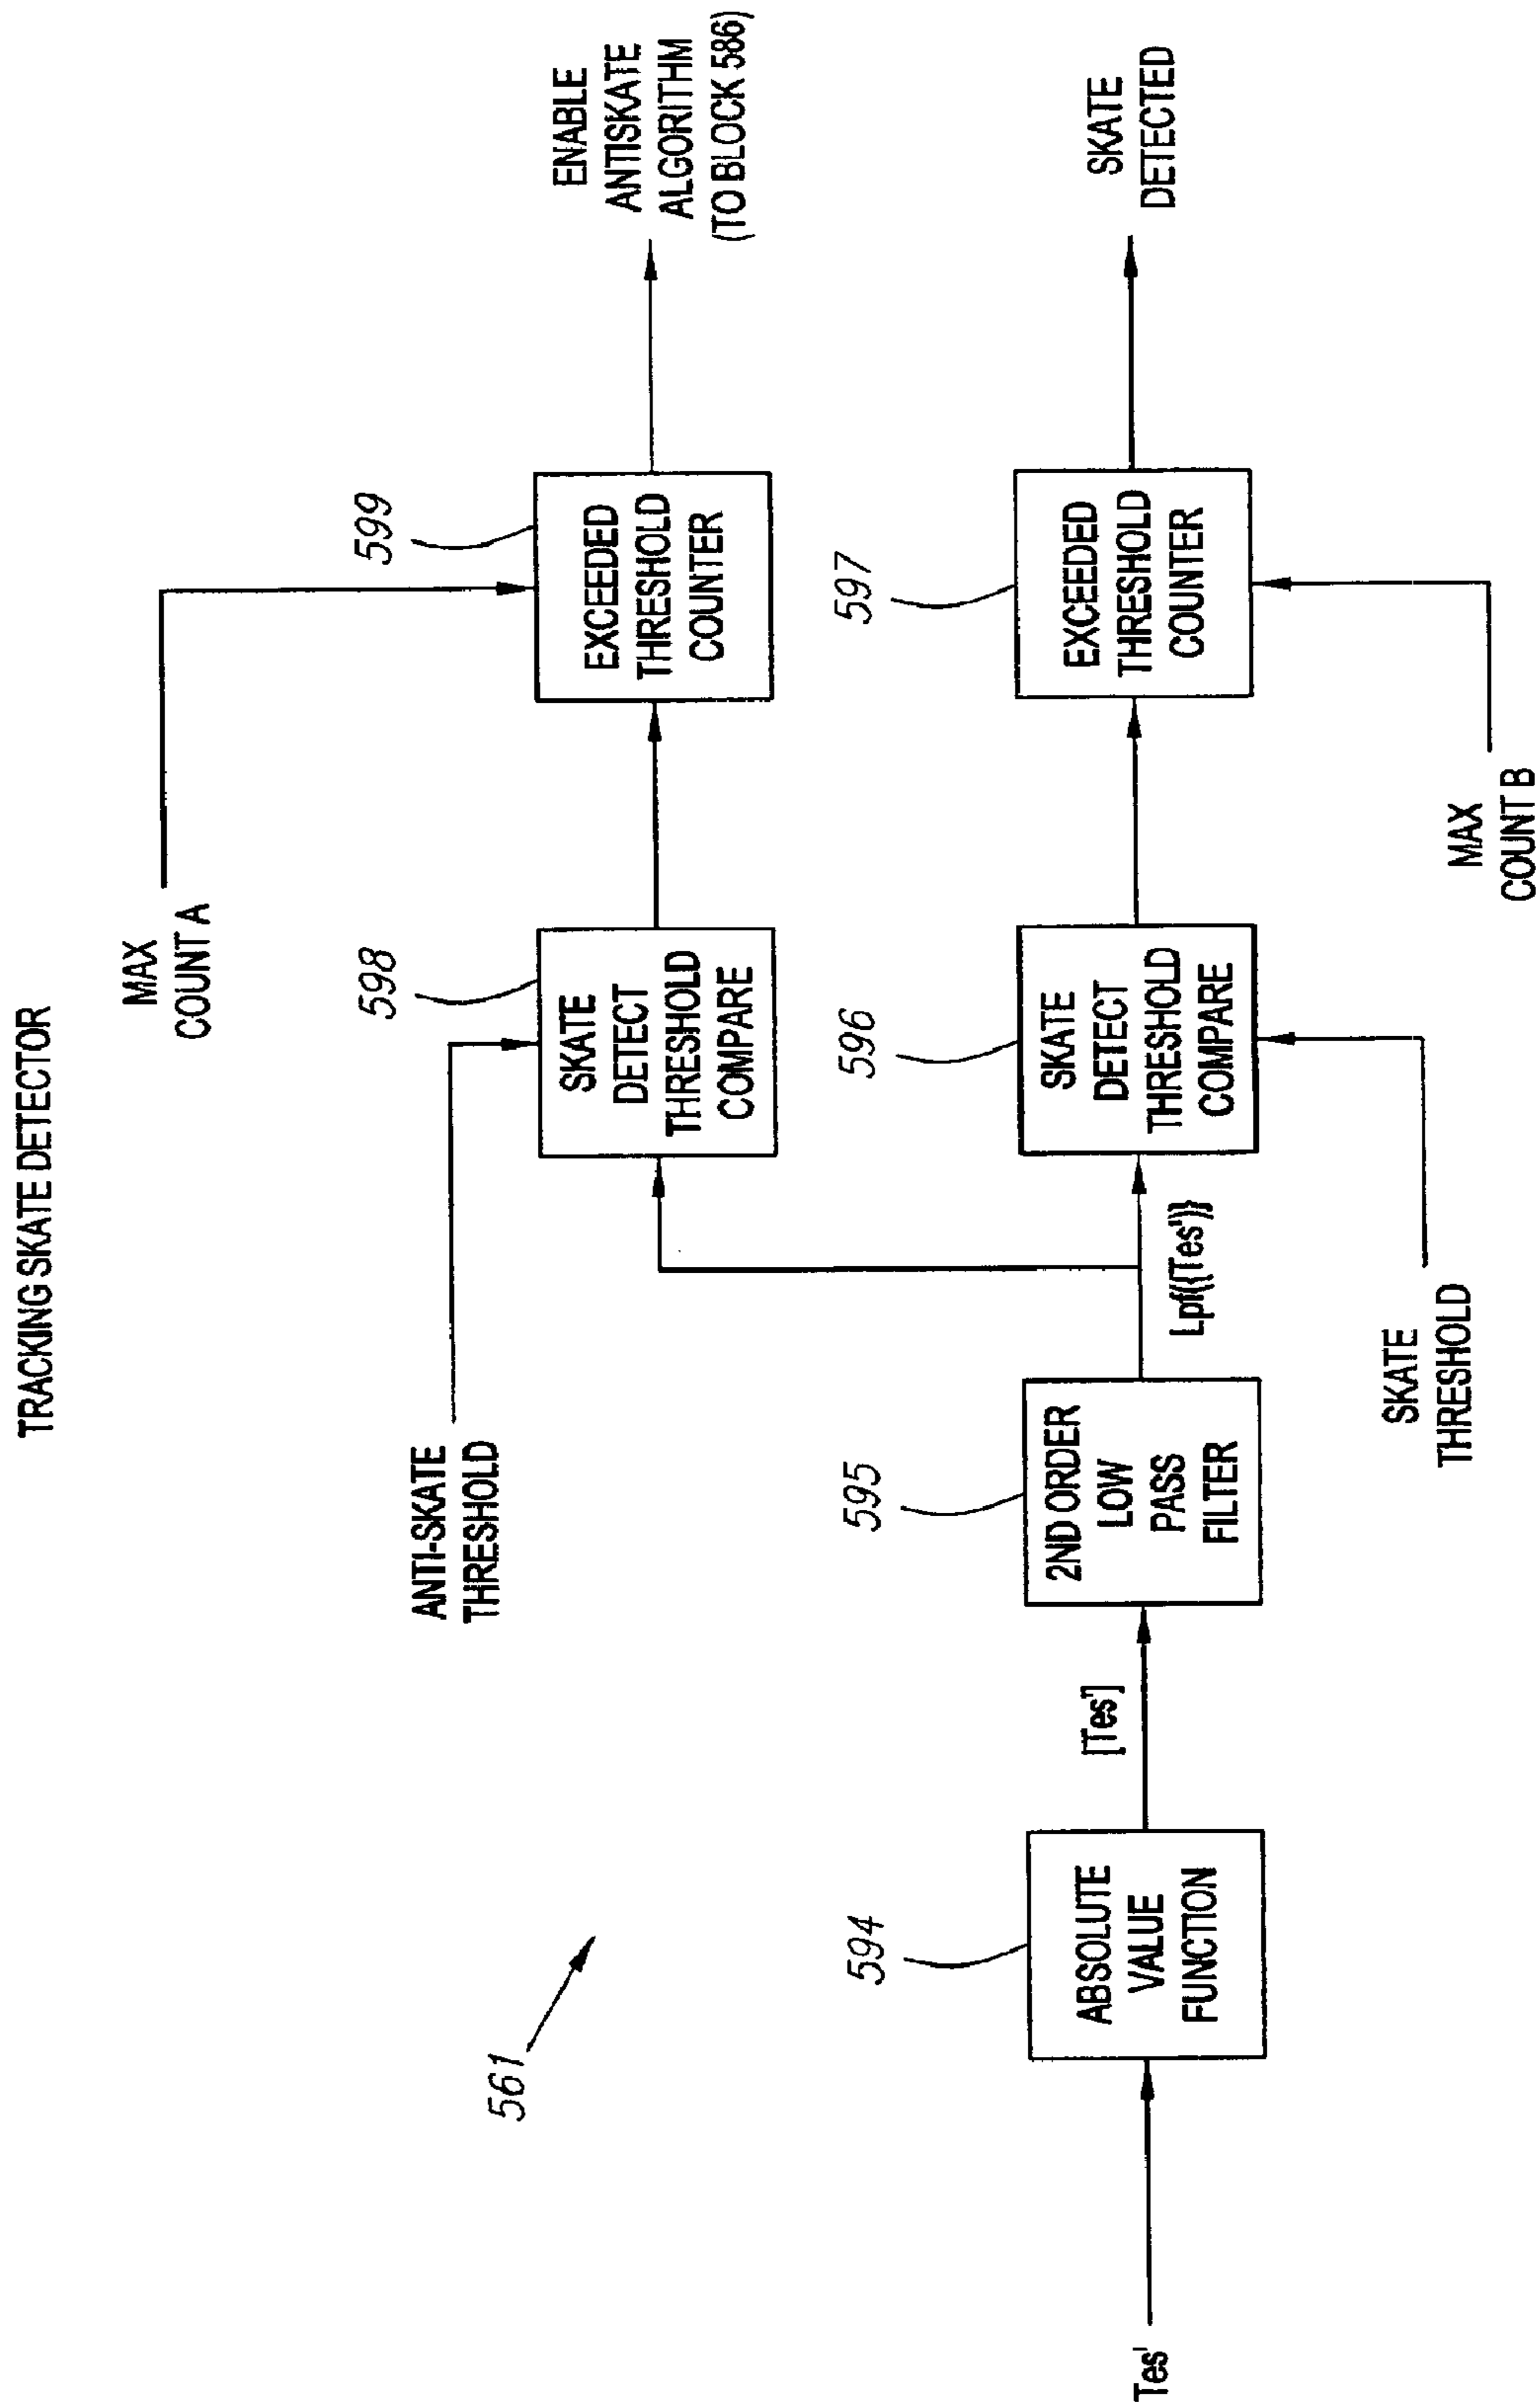 TRACKING SKATE DETECTOR
MAX
COUNT A
599
ENABLE
ANTISKATE
ALGORITHM
(TO BLOCK 586)
ANTI-SKATE
THRESHOLD
598
SKATE
DETECT
THRESHOLD
COMPARE
EXCEEDED
THRESHOLD
COUNTER
561
Tes'
594
ABSOLUTE
VALUE
FUNCTION
[Tes']
595
2ND ORDER
LOW
PASS
FILTER
Lpf({Tes')}
596
SKATE
DETECT
THRESHOLD
COMPARE
597
EXCEEDED
THRESHOLD
COUNTER
SKATE
DETECTED
SKATE
THRESHOLD
MAX
COUNT B